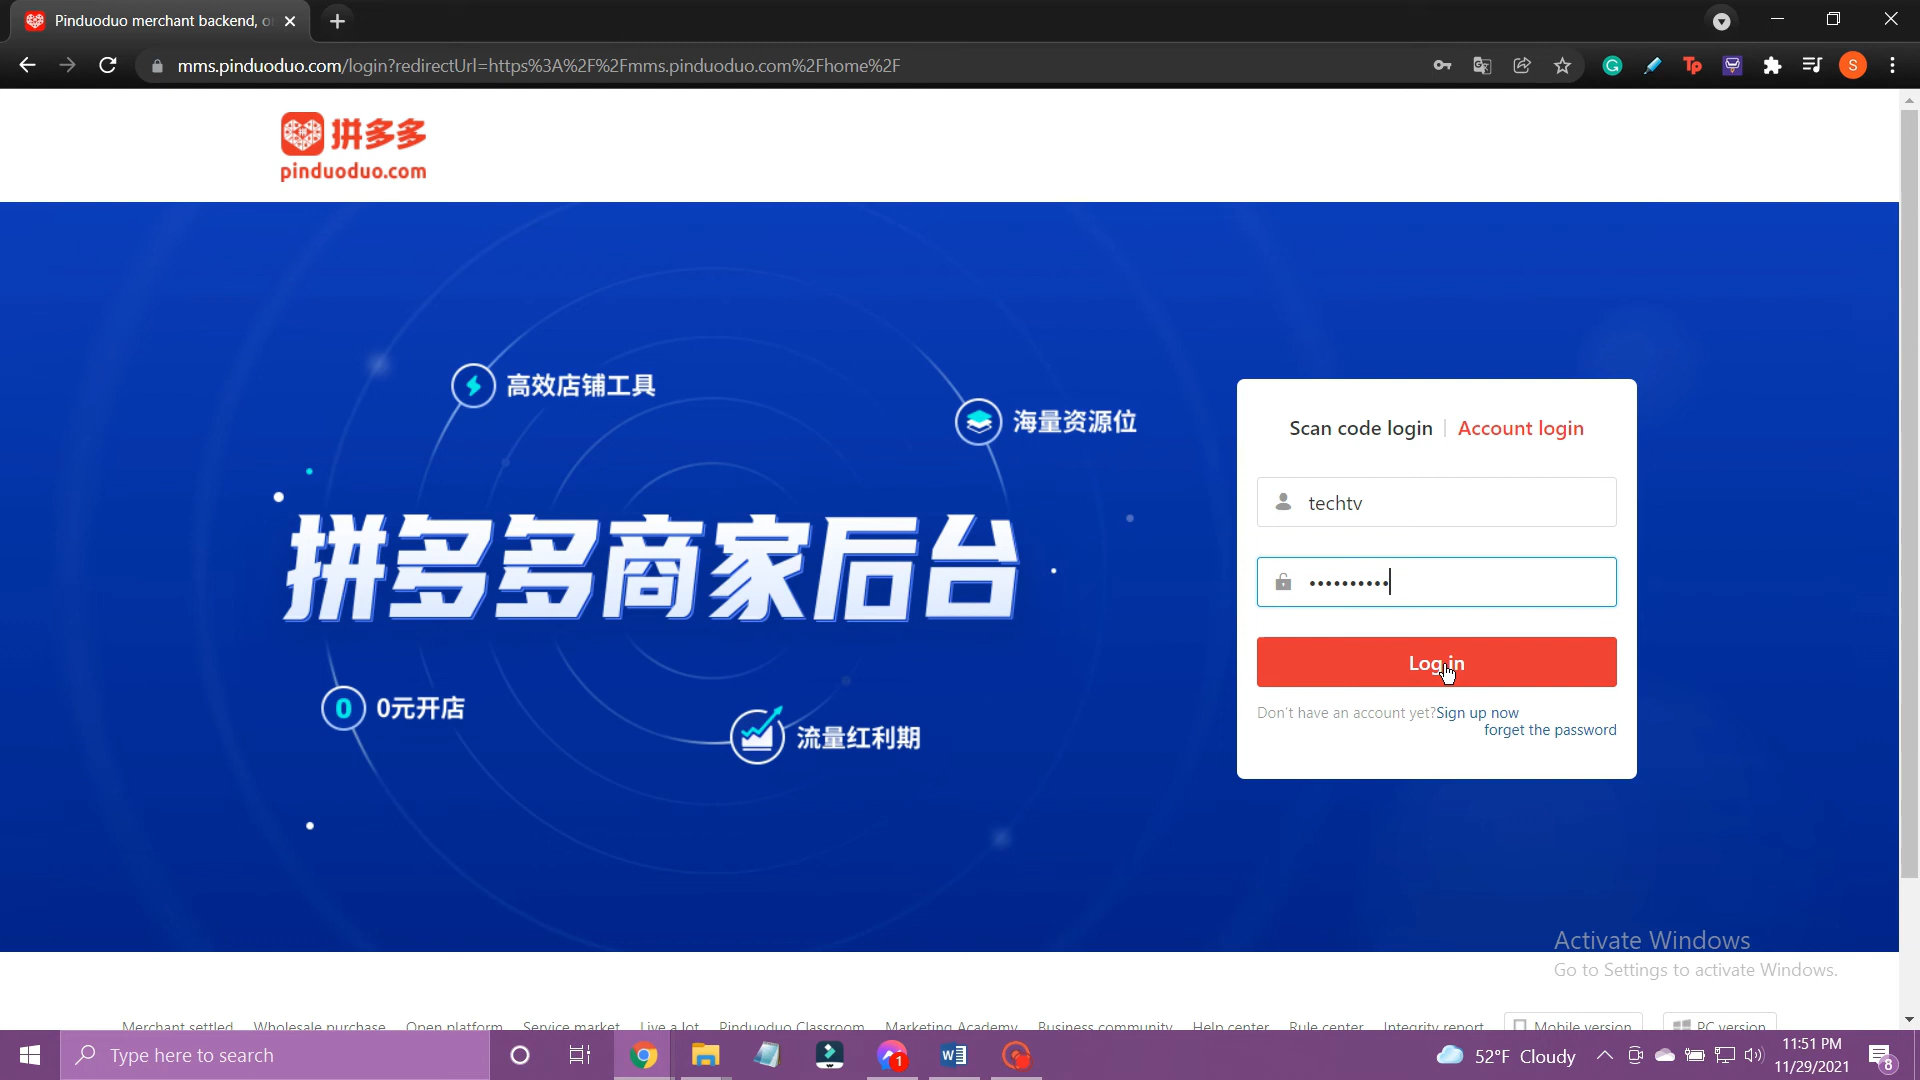 Pinduoduo merchant backend, o
mms.pinduoduo.com/login?redirectUrl=https%3A%2F%2Fmms.pinduoduo.com%2Fhome%2F
S
拼多多
pinduoduo.com
高效店铺工具
海量资源位
拼多多商家后台
0 0元开店
流量红利期
Scan code login | Account login
techtv
••••••••••
Log in
Don't have an account yet?Sign up now
forget the password
Activate Windows
Go to Settings to activate Windows.
Merchant settled Wholesale purchase Open platform Service market Live a lot Pinduoduo Classroom Marketing Academy Business community Help center Rule center Integrity report Mobile version PC version
Type here to search
1
52°F Cloudy
11:51 PM
11/29/2021
8